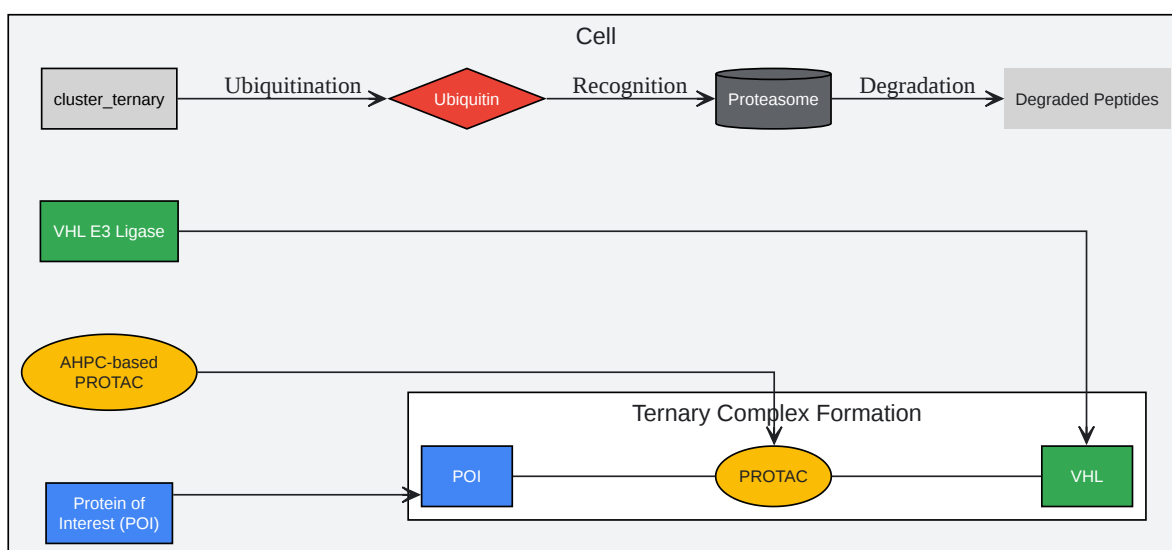 Cell
cluster_ternary
Ubiquitination
Ubiquitin
Recognition
Proteasome
Degradation
Degraded Peptides
VHL E3 Ligase
AHPC-based
PROTAC
Ternary Complex Formation
POI
PROTAC
VHL
Protein of
Interest (POI)